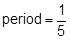 period = 1/5